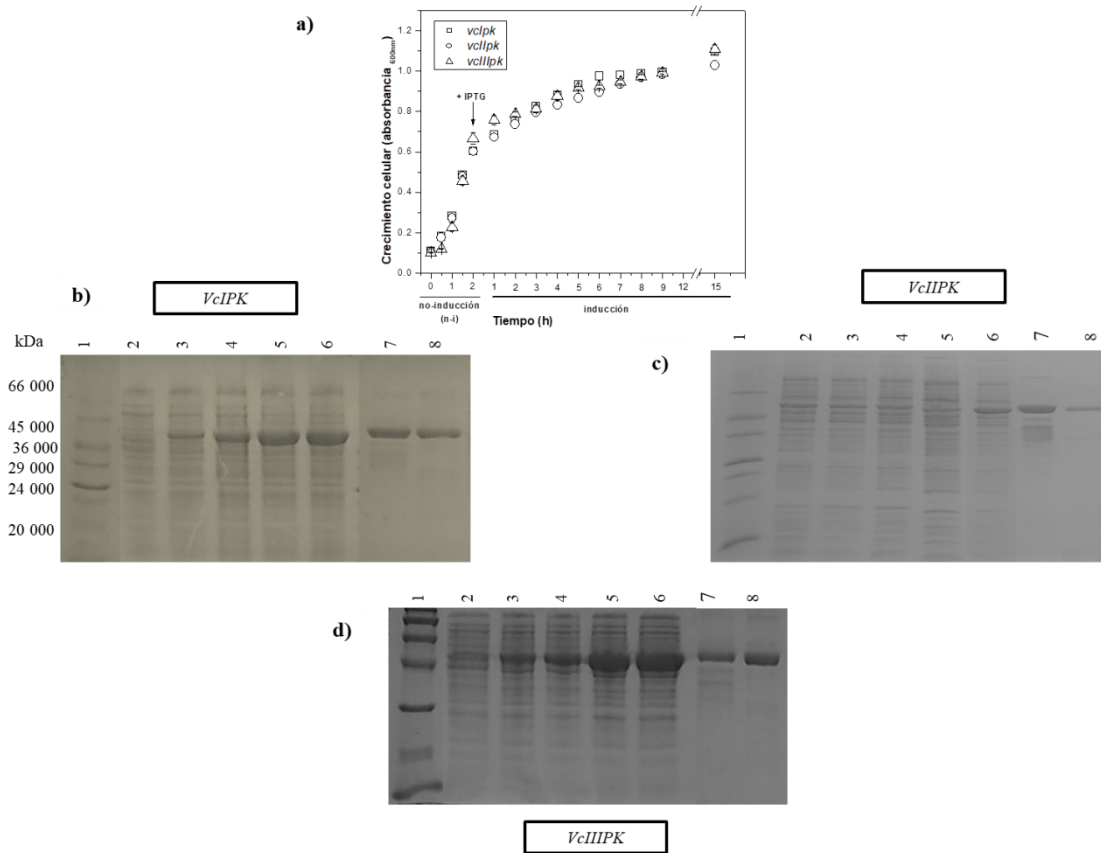 a)
Crecimiento celular (absorbancia 600nm)
1.2
1.0
0.8
0.6
0.4
0.2
0.0
vcIpk
vcIIpk
vcIIIpk
+ IPTG
0 1 2 1 2 3 4 5 6 7 8 9 12 15
no-inducción
(n-i)
inducción
Tiempo (h)
b)
VcIPK
kDa
1 2 3 4 5 6 7 8
66 000
45 000
36 000
29 000
24 000
20 000
VcIIPK
c)
1 2 3 4 5 6 7 8
d)
1 2 3 4 5 6 7 8
VcIIIPK